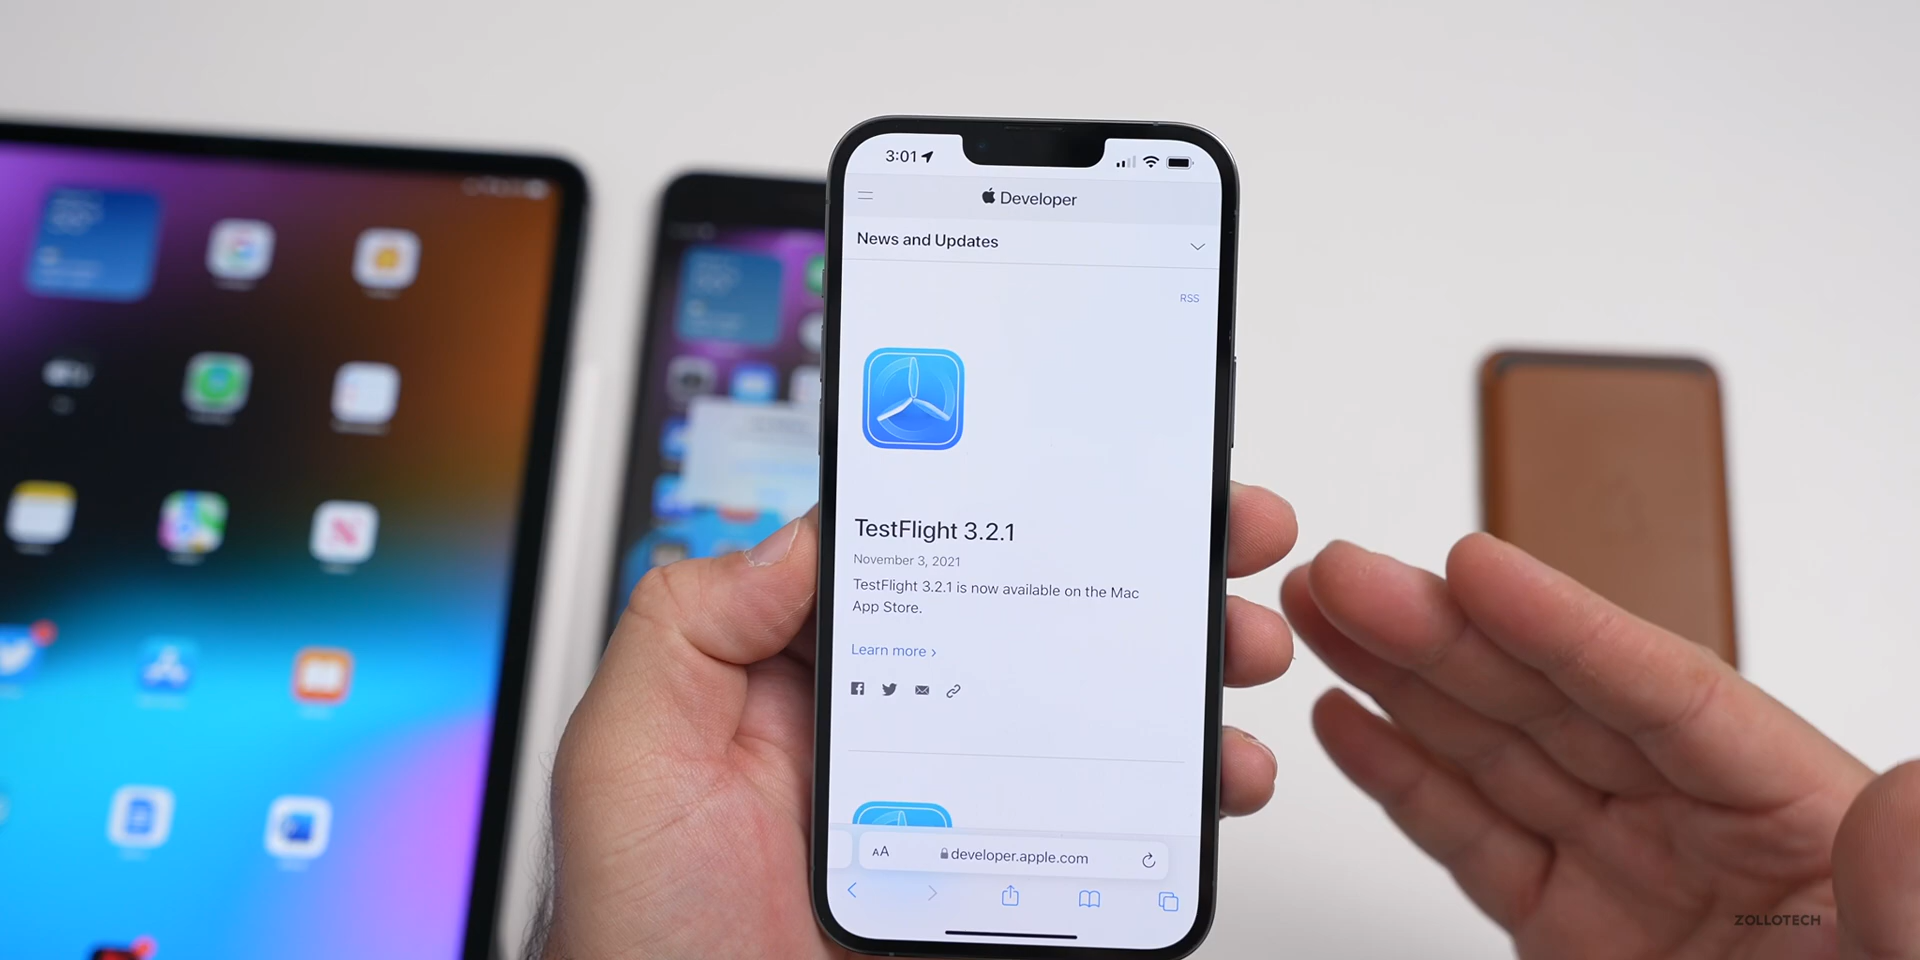 3:01
Developer
News and Updates
RSS
TestFlight 3.2.1
November 3, 2021
TestFlight 3.2.1 is now available on the Mac
App Store.
Learn more ›
AA
developer.apple.com
ZOLLOTECH